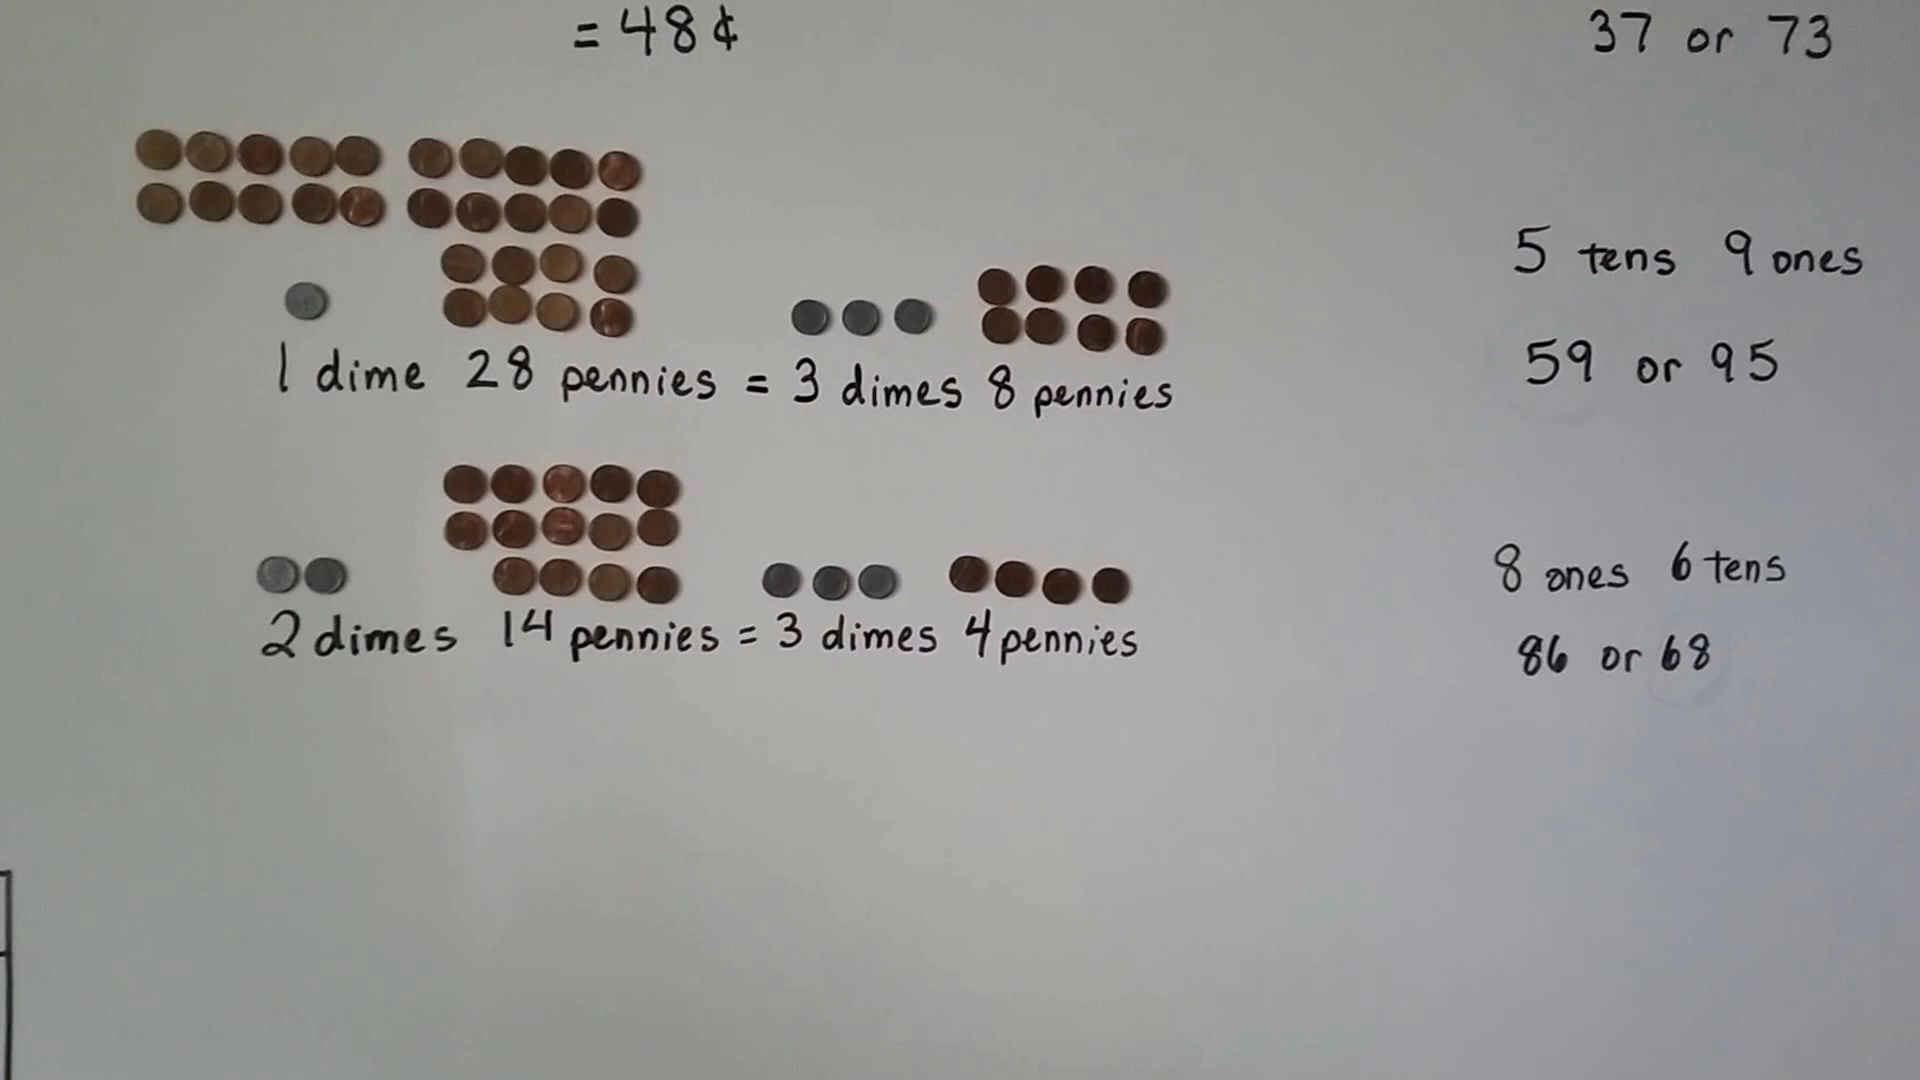 = 48¢
37 or 73
1 dime 28 pennies = 3 dimes 8 pennies
2 dimes 14 pennies = 3 dimes 4 pennies
5 tens 9 ones
59 or 95
8 ones 6 tens
86 or 68